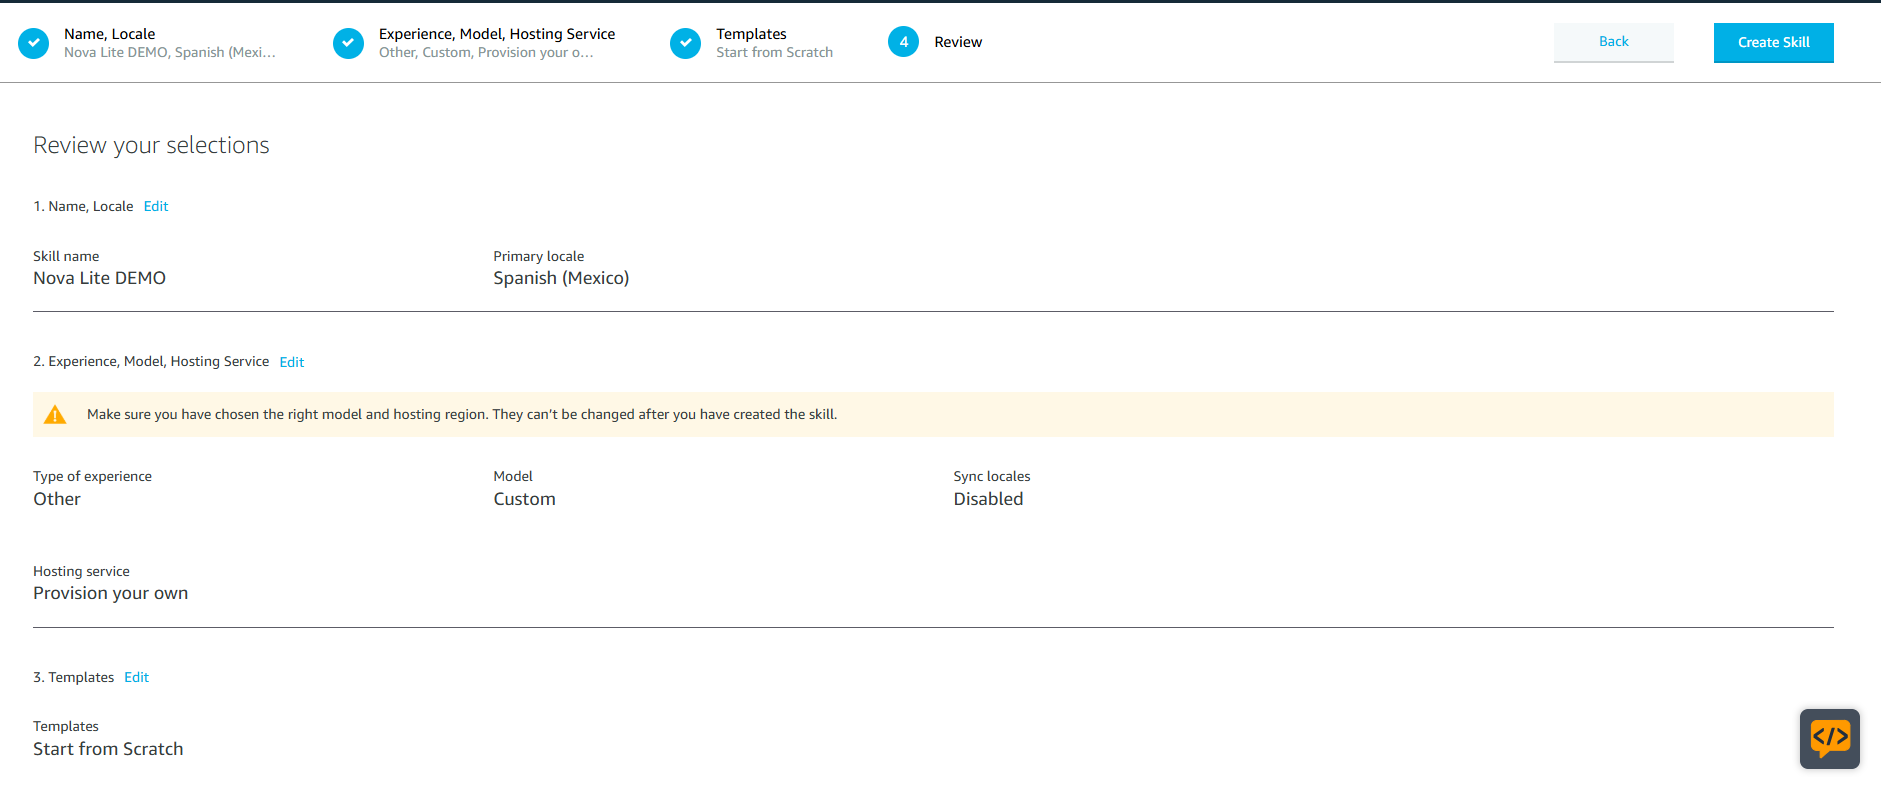 Name, Locale
Nova Lite DEMO, Spanish (Mexi...
Experience, Model, Hosting Service
Other, Custom, Provision your o...
Templates
Start from Scratch
4 Review
Back
Create Skill
Review your selections
1. Name, Locale Edit
Skill name Primary locale
Nova Lite DEMO Spanish (Mexico)
2. Experience, Model, Hosting Service Edit
Make sure you have chosen the right model and hosting region. They can't be changed after you have created the skill.
Type of experience Model Sync locales
Other Custom Disabled
Hosting service
Provision your own
3. Templates Edit
Templates
Start from Scratch